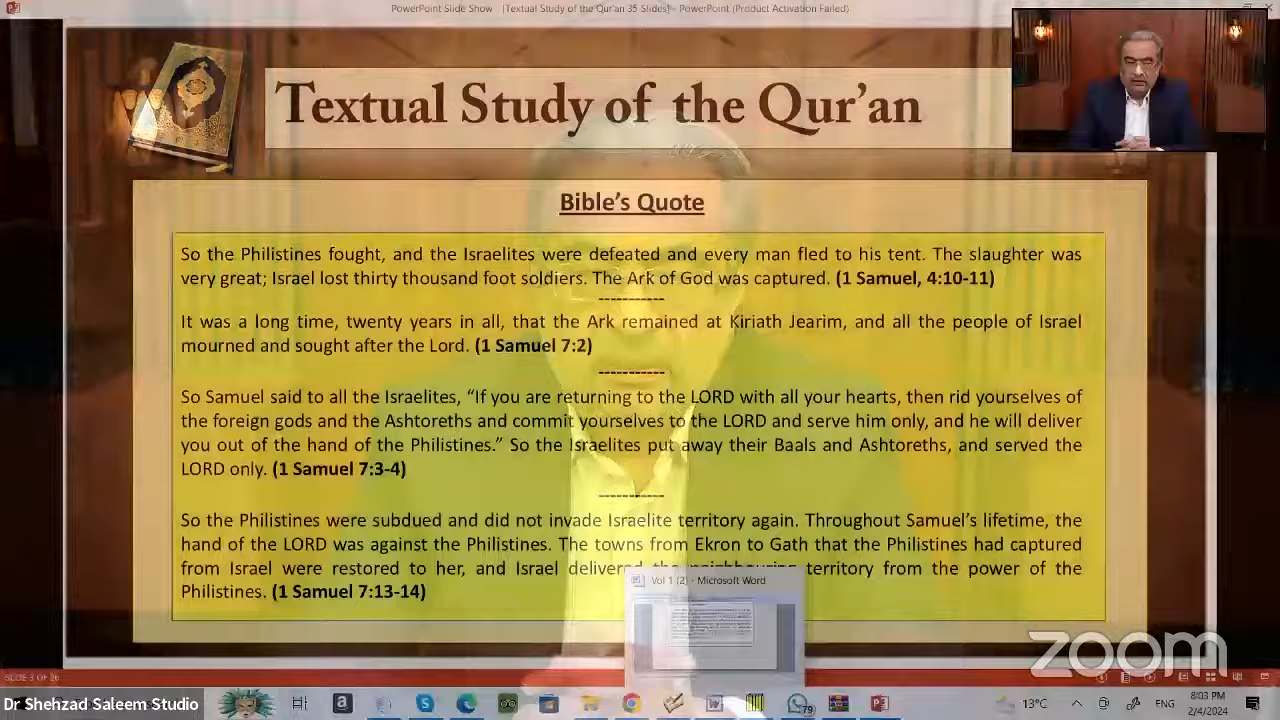 PowerPoint Slide Show - [Textual Study of the Qur'an 35 Slides] - PowerPoint (Product Activation Failed)
Textual Study of the Qur'an
Bible's Quote
So the Philistines fought, and the Israelites were defeated and every man fled to his tent. The slaughter was
very great; Israel lost thirty thousand foot soldiers. The Ark of God was captured. (1 Samuel, 4:10-11)
-----------
It was a long time, twenty years in all, that the Ark remained at Kiriath Jearim, and all the people of Israel
mourned and sought after the Lord. (1 Samuel 7:2)
-----------
So Samuel said to all the Israelites, “If you are returning to the LORD with all your hearts, then rid yourselves of
the foreign gods and the Ashtoreths and commit yourselves to the LORD and serve him only, and he will deliver
you out of the hand of the Philistines.” So the Israelites put away their Baals and Ashtoreths, and served the
LORD only. (1 Samuel 7:3-4)
-----------
So the Philistines were subdued and did not invade Israelite territory again. Throughout Samuel's lifetime, the
hand of the LORD was against the Philistines. The towns from Ekron to Gath that the Philistines had captured
from Israel were restored to her, and Israel delivered the neighbouring territory from the power of the
Philistines. (1 Samuel 7:13-14)
Vol 1 (2) - Microsoft Word
zoom
SLIDE 3 OF 26
Dr Shehzad Saleem Studio
79
13°C
ENG
8:03 PM
2/4/2024